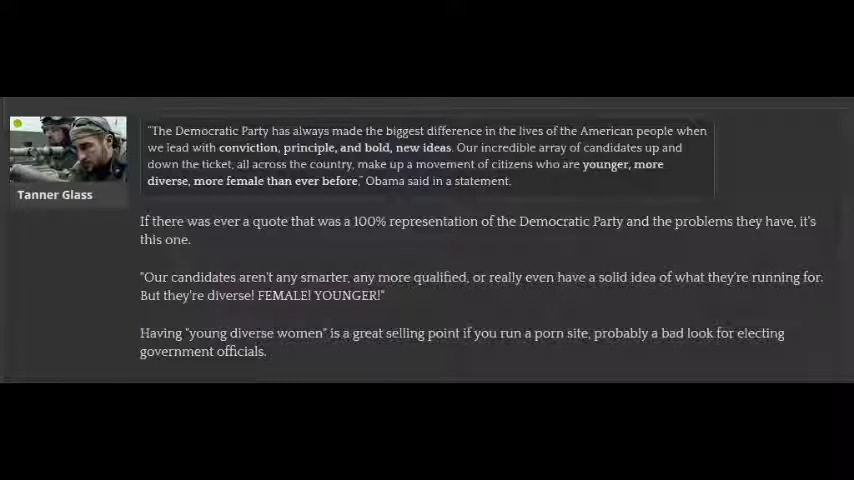 "The Democratic Party has always made the biggest difference in the lives of the American people when
we lead with conviction, principle, and bold, new ideas. Our incredible array of candidates up and
down the ticket, all across the country, make up a movement of citizens who are younger, more
diverse, more female than ever before," Obama said in a statement.
Tanner Glass
If there was ever a quote that was a 100% representation of the Democratic Party and the problems they have, it's
this one.
"Our candidates aren't any smarter, any more qualified, or really even have a solid idea of what they're running for.
But they're diverse! FEMALE! YOUNGER!"
Having "young diverse women" is a great selling point if you run a porn site, probably a bad look for electing
government officials.